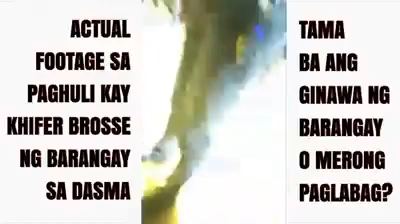 ACTUAL
FOOTAGE SA
PAGHULI KAY
KHIFER BROSSE
NG BARANGAY
SA DASMA
TAMA
BA ANG
GINAWA NG
BARANGAY
O MERONG
PAGLABAG?